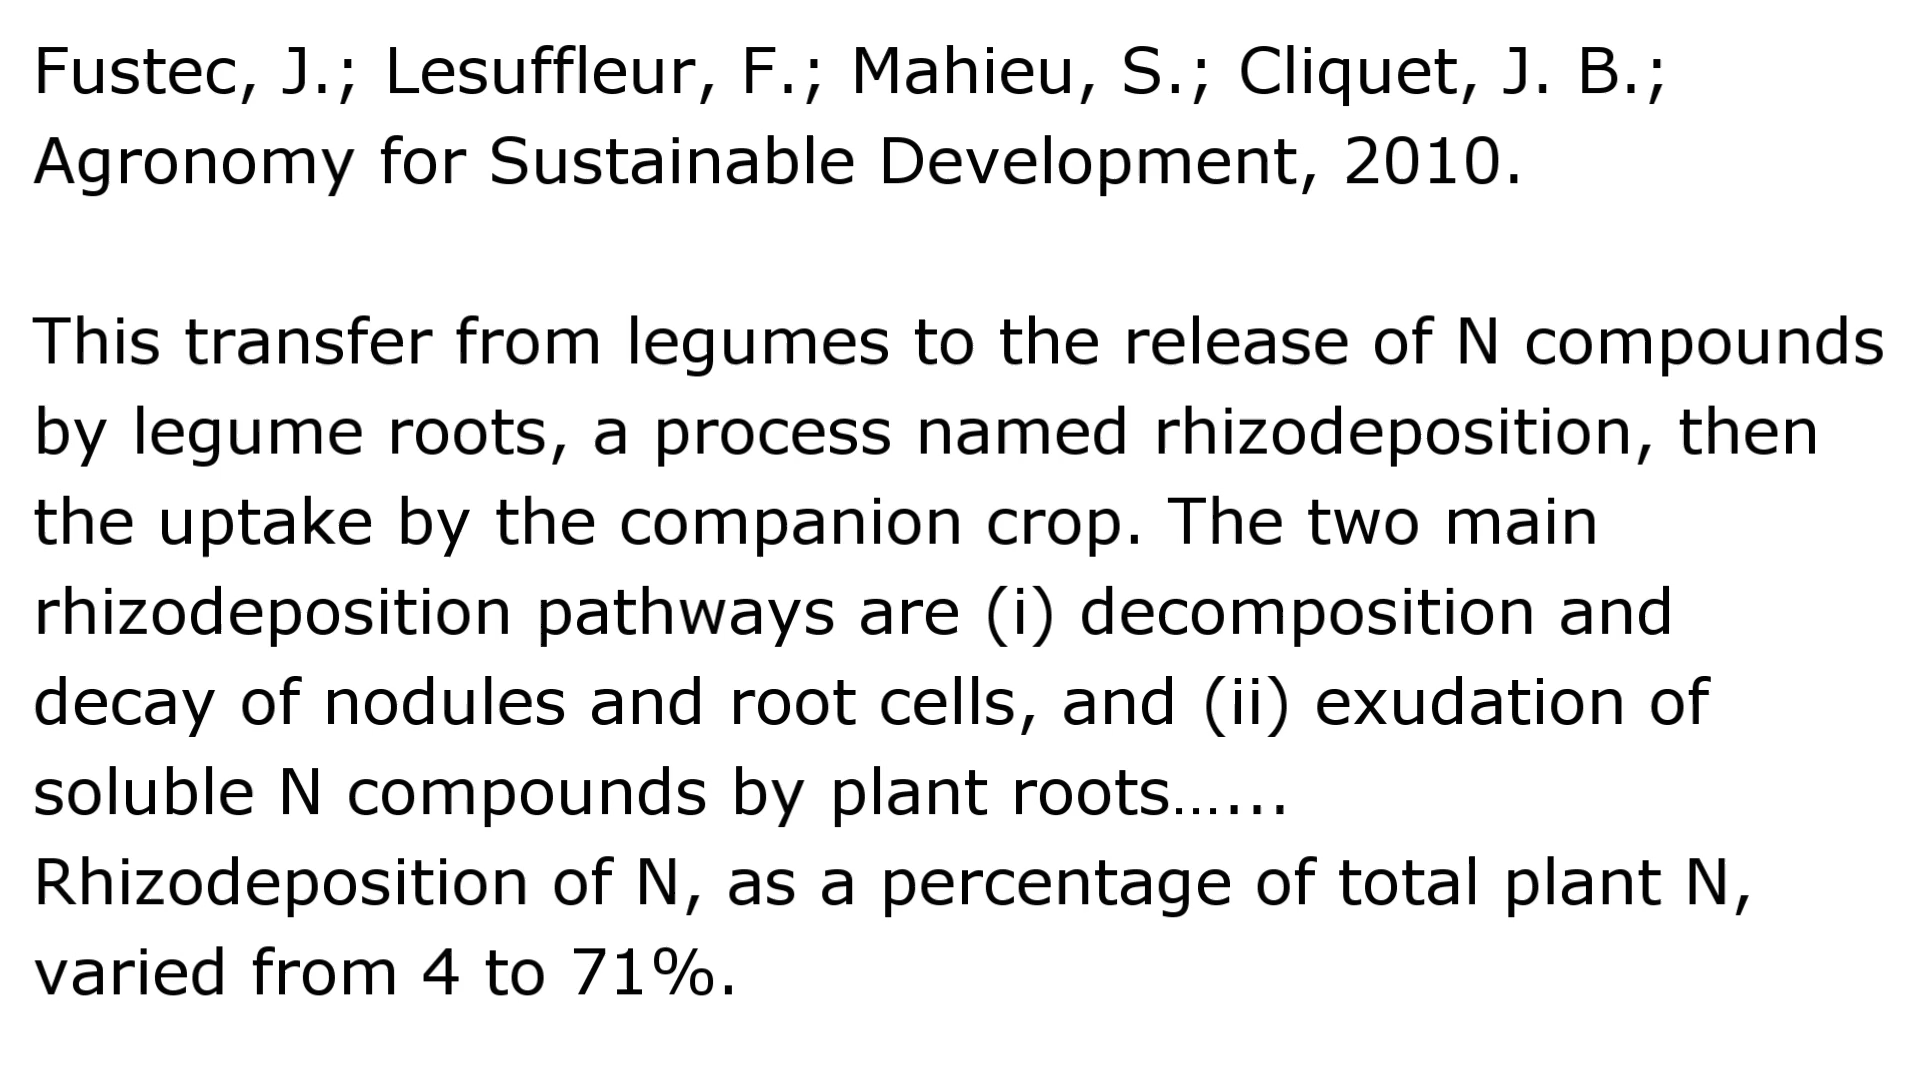 Fustec, J.; Lesuffleur, F.; Mahieu, S.; Cliquet, J. B.;
Agronomy for Sustainable Development, 2010.
This transfer from legumes to the release of N compounds
by legume roots, a process named rhizodeposition, then
the uptake by the companion crop. The two main
rhizodeposition pathways are (i) decomposition and
decay of nodules and root cells, and (ii) exudation of
soluble N compounds by plant roots…...
Rhizodeposition of N, as a percentage of total plant N,
varied from 4 to 71%.